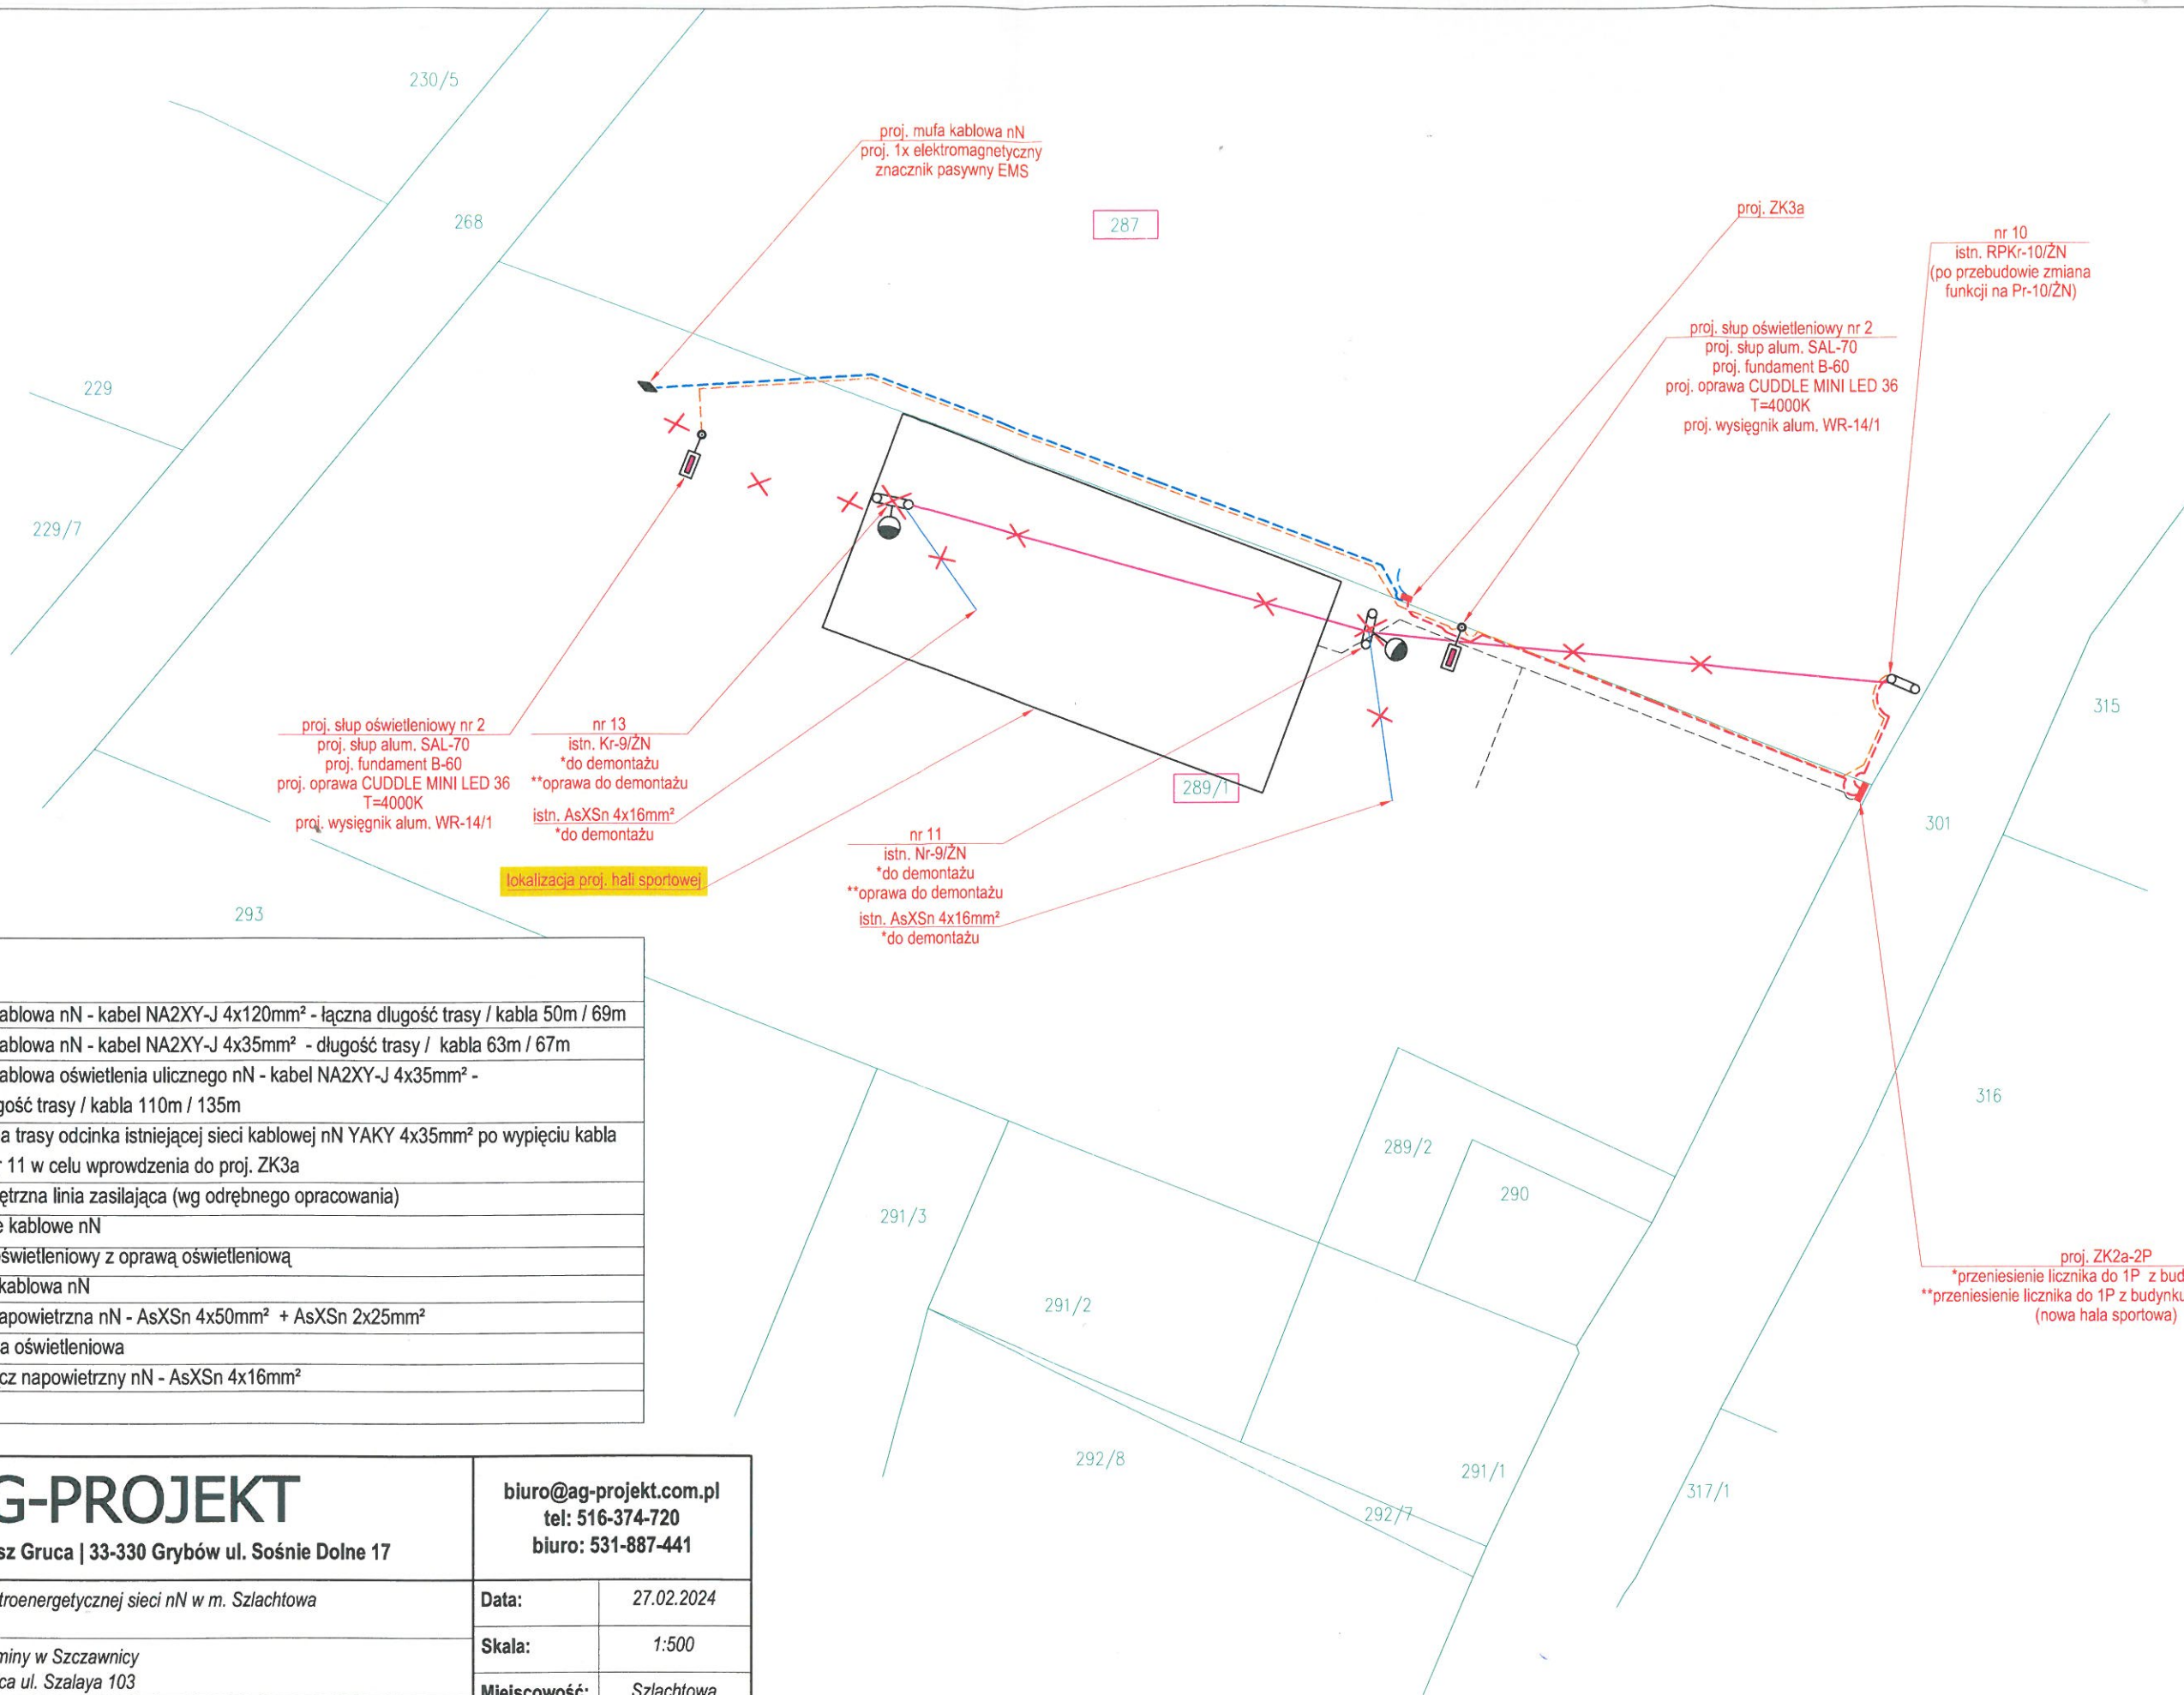 230/5
proj. mufa kablowa nN
proj. 1x elektromagnetyczny
znacznik pasywny EMS
268
287
proj. ZK3a
nr 10
istn. RPKr-10/ŻN
(po przebudowie zmiana
funkcji na Pr-10/ŻN)
proj. słup oświetleniowy nr 2
proj. słup alum. SAL-70
proj. fundament B-60
proj. oprawa CUDDLE MINI LED 36
T=4000K
proj. wysięgnik alum. WR-14/1
229
229/7
proj. słup oświetleniowy nr 2
proj. słup alum. SAL-70
proj. fundament B-60
proj. oprawa CUDDLE MINI LED 36
T=4000K
proj. wysięgnik alum. WR-14/1
nr 13
istn. Kr-9/ŻN
*do demontażu
**oprawa do demontażu
istn. AsXSn 4x16mm²
*do demontażu
315
289/1
301
nr 11
istn. Nr-9/ŻN
*do demontażu
**oprawa do demontażu
istn. AsXSn 4x16mm²
*do demontażu
lokalizacja proj. hali sportowej
293
316
289/2
290
291/3
291/2
292/8
291/1
292/7
317/1
proj. ZK2a-2P
*przeniesienie licznika do 1P z bud
**przeniesienie licznika do 1P z budynku
(nowa hala sportowa)
ablowa nN - kabel NA2XY-J 4x120mm² - łączna dlugość trasy / kabla 50m / 69m
ablowa nN - kabel NA2XY-J 4x35mm² - długość trasy / kabla 63m / 67m
ablowa oświetlenia ulicznego nN - kabel NA2XY-J 4x35mm² -
gość trasy / kabla 110m / 135m
a trasy odcinka istniejącej sieci kablowej nN YAKY 4x35mm² po wypięciu kabla
r 11 w celu wprowdzenia do proj. ZK3a
ętrzna linia zasilająca (wg odrębnego opracowania)
e kablowe nN
oświetleniowy z oprawą oświetleniową
kablowa nN
apowietrzna nN - AsXSn 4x50mm² + AsXSn 2x25mm²
a oświetleniowa
cz napowietrzny nN - AsXSn 4x16mm²
G-PROJEKT
sz Gruca | 33-330 Grybów ul. Sośnie Dolne 17
biuro@ag-projekt.com.pl
tel: 516-374-720
biuro: 531-887-441
troenergetycznej sieci nN w m. Szlachtowa
Data: 27.02.2024
miny w Szczawnicy
ca ul. Szalaya 103
Skala: 1:500
Miejscowość: Szlachtowa